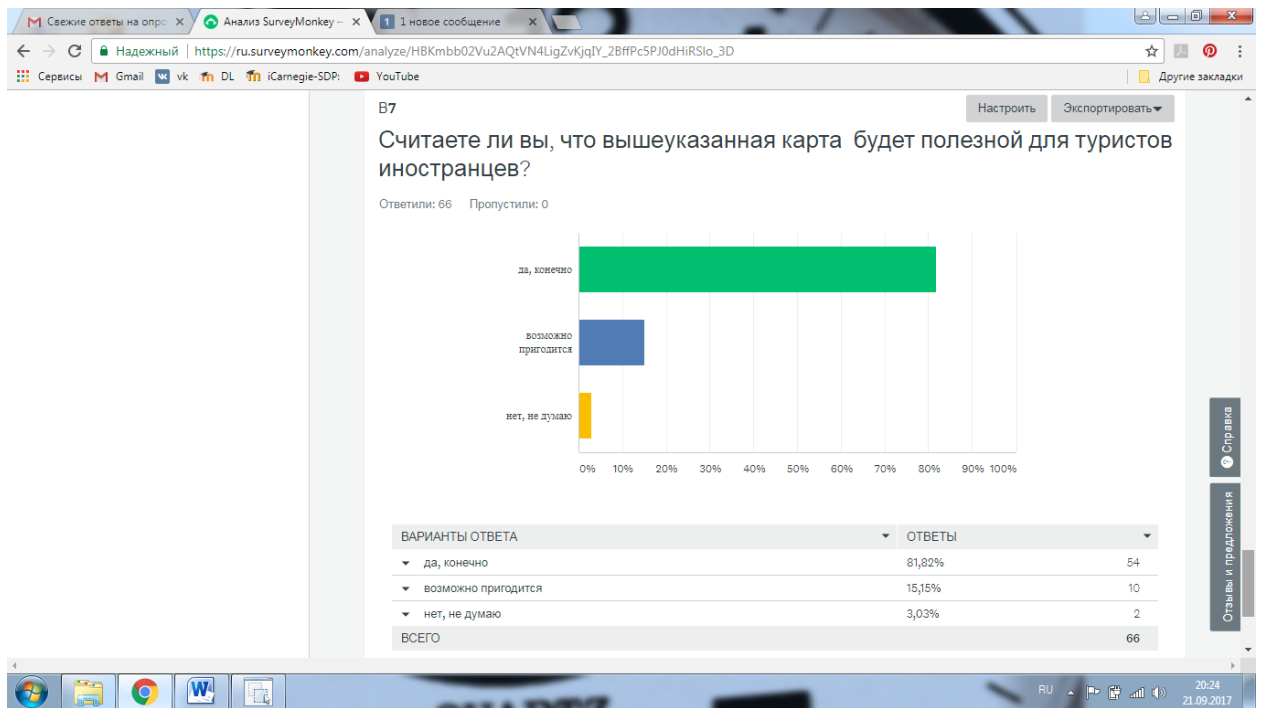 Свежие ответы на опро
Анализ SurveyMonkey –
1 1 новое сообщение
Надежный https://ru.surveymonkey.com/analyze/HBKmbb02Vu2AQtVN4LigZvKjqIY_2BffPc5PJ0dHiRSIo_3D
Сервисы Gmail vk DL iCarnegie-SDP: YouTube Другие закладки
В7
Настроить Экспортировать
Считаете ли вы, что вышеуказанная карта будет полезной для туристов
иностранцев?
Ответили: 66 Пропустили: 0
да, конечно
возможно
пригодится
нет, не думаю
0% 10% 20% 30% 40% 50% 60% 70% 80% 90% 100%
ВАРИАНТЫ ОТВЕТА ОТВЕТЫ
да, конечно 81,82% 54
возможно пригодится 15,15% 10
нет, не думаю 3,03% 2
ВСЕГО 66
Справка
Отзывы и предложения
RU 20:24
21.09.2017